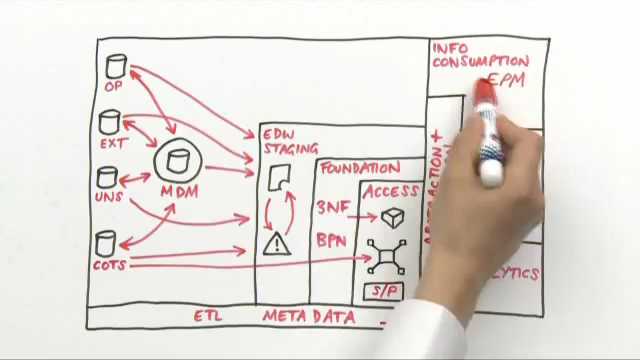 INFO
CONSUMPTION
EPM
OP
EXT
UNS
COTS
MDM
EDW
STAGING
FOUNDATION
ACCESS
3NF
BPN
S/P
ETL META DATA